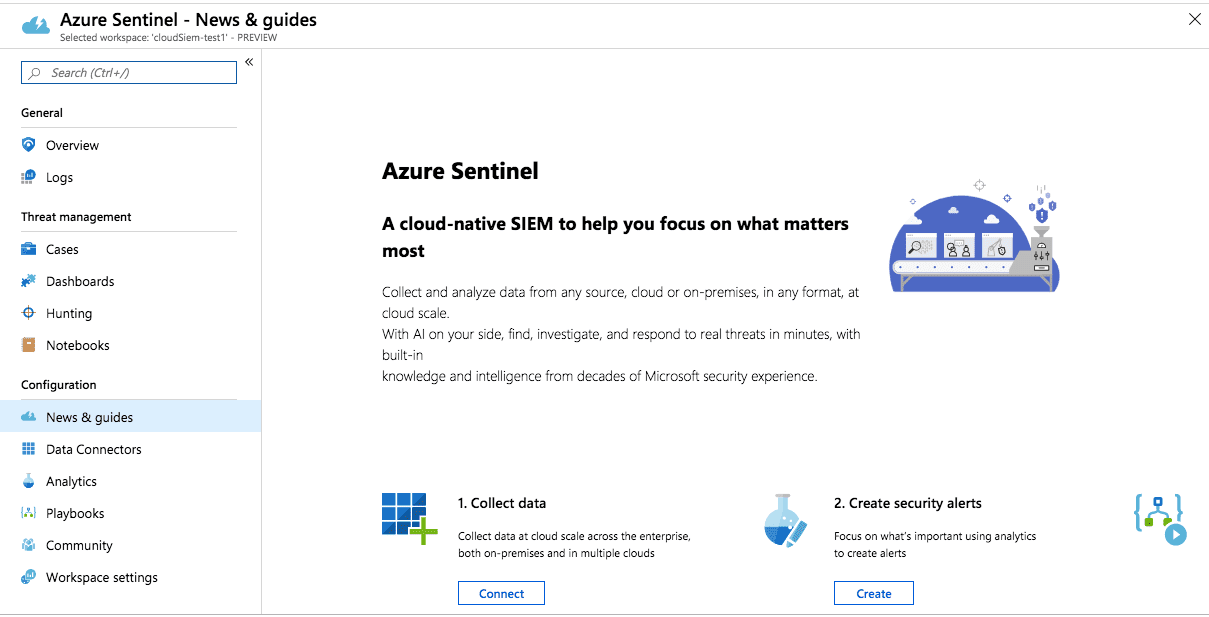 Azure Sentinel - News & guides
Selected workspace: 'cloudSiem-test1' - PREVIEW
Search (Ctrl+/)
«
General
Overview
Logs
Threat management
Cases
Dashboards
Hunting
Notebooks
Configuration
News & guides
Data Connectors
Analytics
Playbooks
Community
Workspace settings
Azure Sentinel
A cloud-native SIEM to help you focus on what matters
most
Collect and analyze data from any source, cloud or on-premises, in any format, at
cloud scale.
With AI on your side, find, investigate, and respond to real threats in minutes, with
built-in
knowledge and intelligence from decades of Microsoft security experience.
1. Collect data
Collect data at cloud scale across the enterprise,
both on-premises and in multiple clouds
Connect
2. Create security alerts
Focus on what's important using analytics
to create alerts
Create